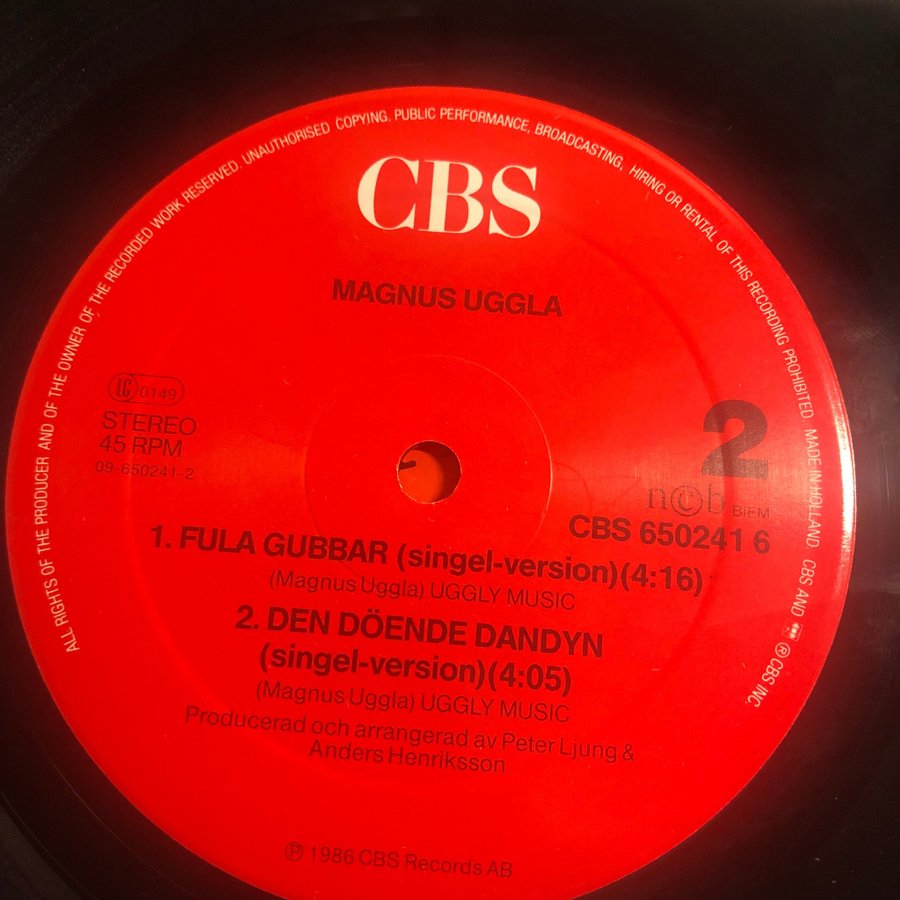 ALL RIGHTS OF THE PRODUCER AND OF THE OWNER OF THE RECORDED WORK RESERVED. UNAUTHORISED COPYING, PUBLIC PERFORMANCE, BROADCASTING, HIRING OR RENTAL OF THIS RECORDING PROHIBITED MADE IN HOLLAND CBS AND ℗ CBS INC.
CBS
MAGNUS UGGLA
LC 0149
STEREO
45 RPM
09-650241-2
2
n©b BIEM
CBS 650241 6
1. FULA GUBBAR (singel-version)(4:16)
(Magnus Uggla) UGGLY MUSIC
2. DEN DÖENDE DANDYN
(singel-version)(4:05)
(Magnus Uggla) UGGLY MUSIC
Producerad och arrangerad av Peter Ljung &
Anders Henriksson
℗ 1986 CBS Records AB